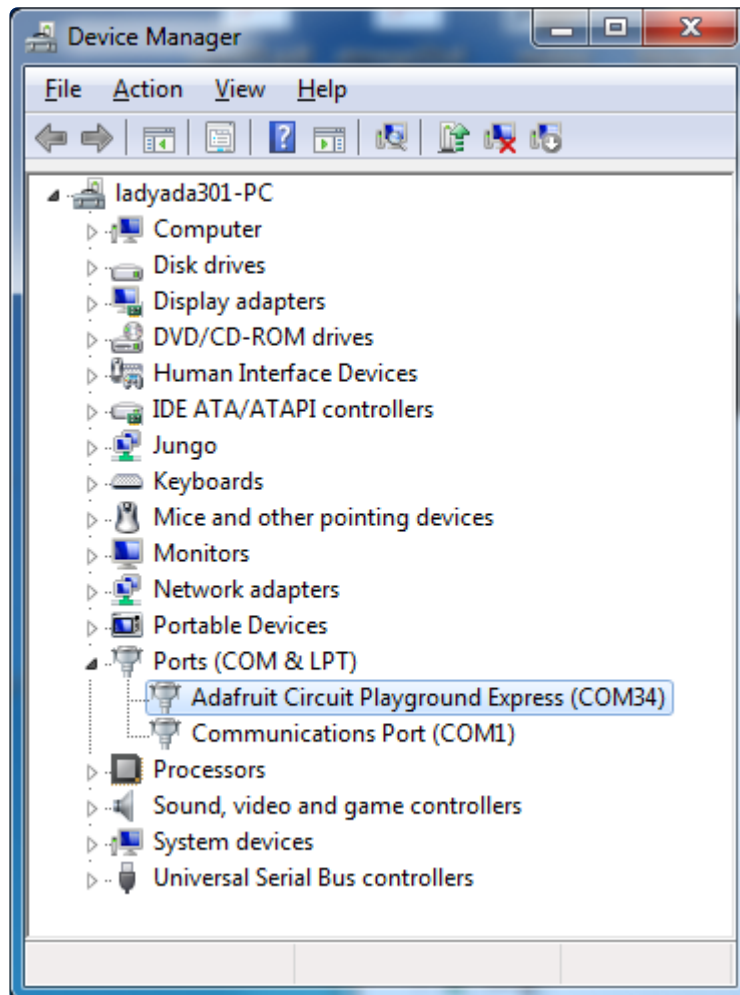 Device Manager
File Action View Help
ladyada301-PC
Computer
Disk drives
Display adapters
DVD/CD-ROM drives
Human Interface Devices
IDE ATA/ATAPI controllers
Jungo
Keyboards
Mice and other pointing devices
Monitors
Network adapters
Portable Devices
Ports (COM & LPT)
Adafruit Circuit Playground Express (COM34)
Communications Port (COM1)
Processors
Sound, video and game controllers
System devices
Universal Serial Bus controllers